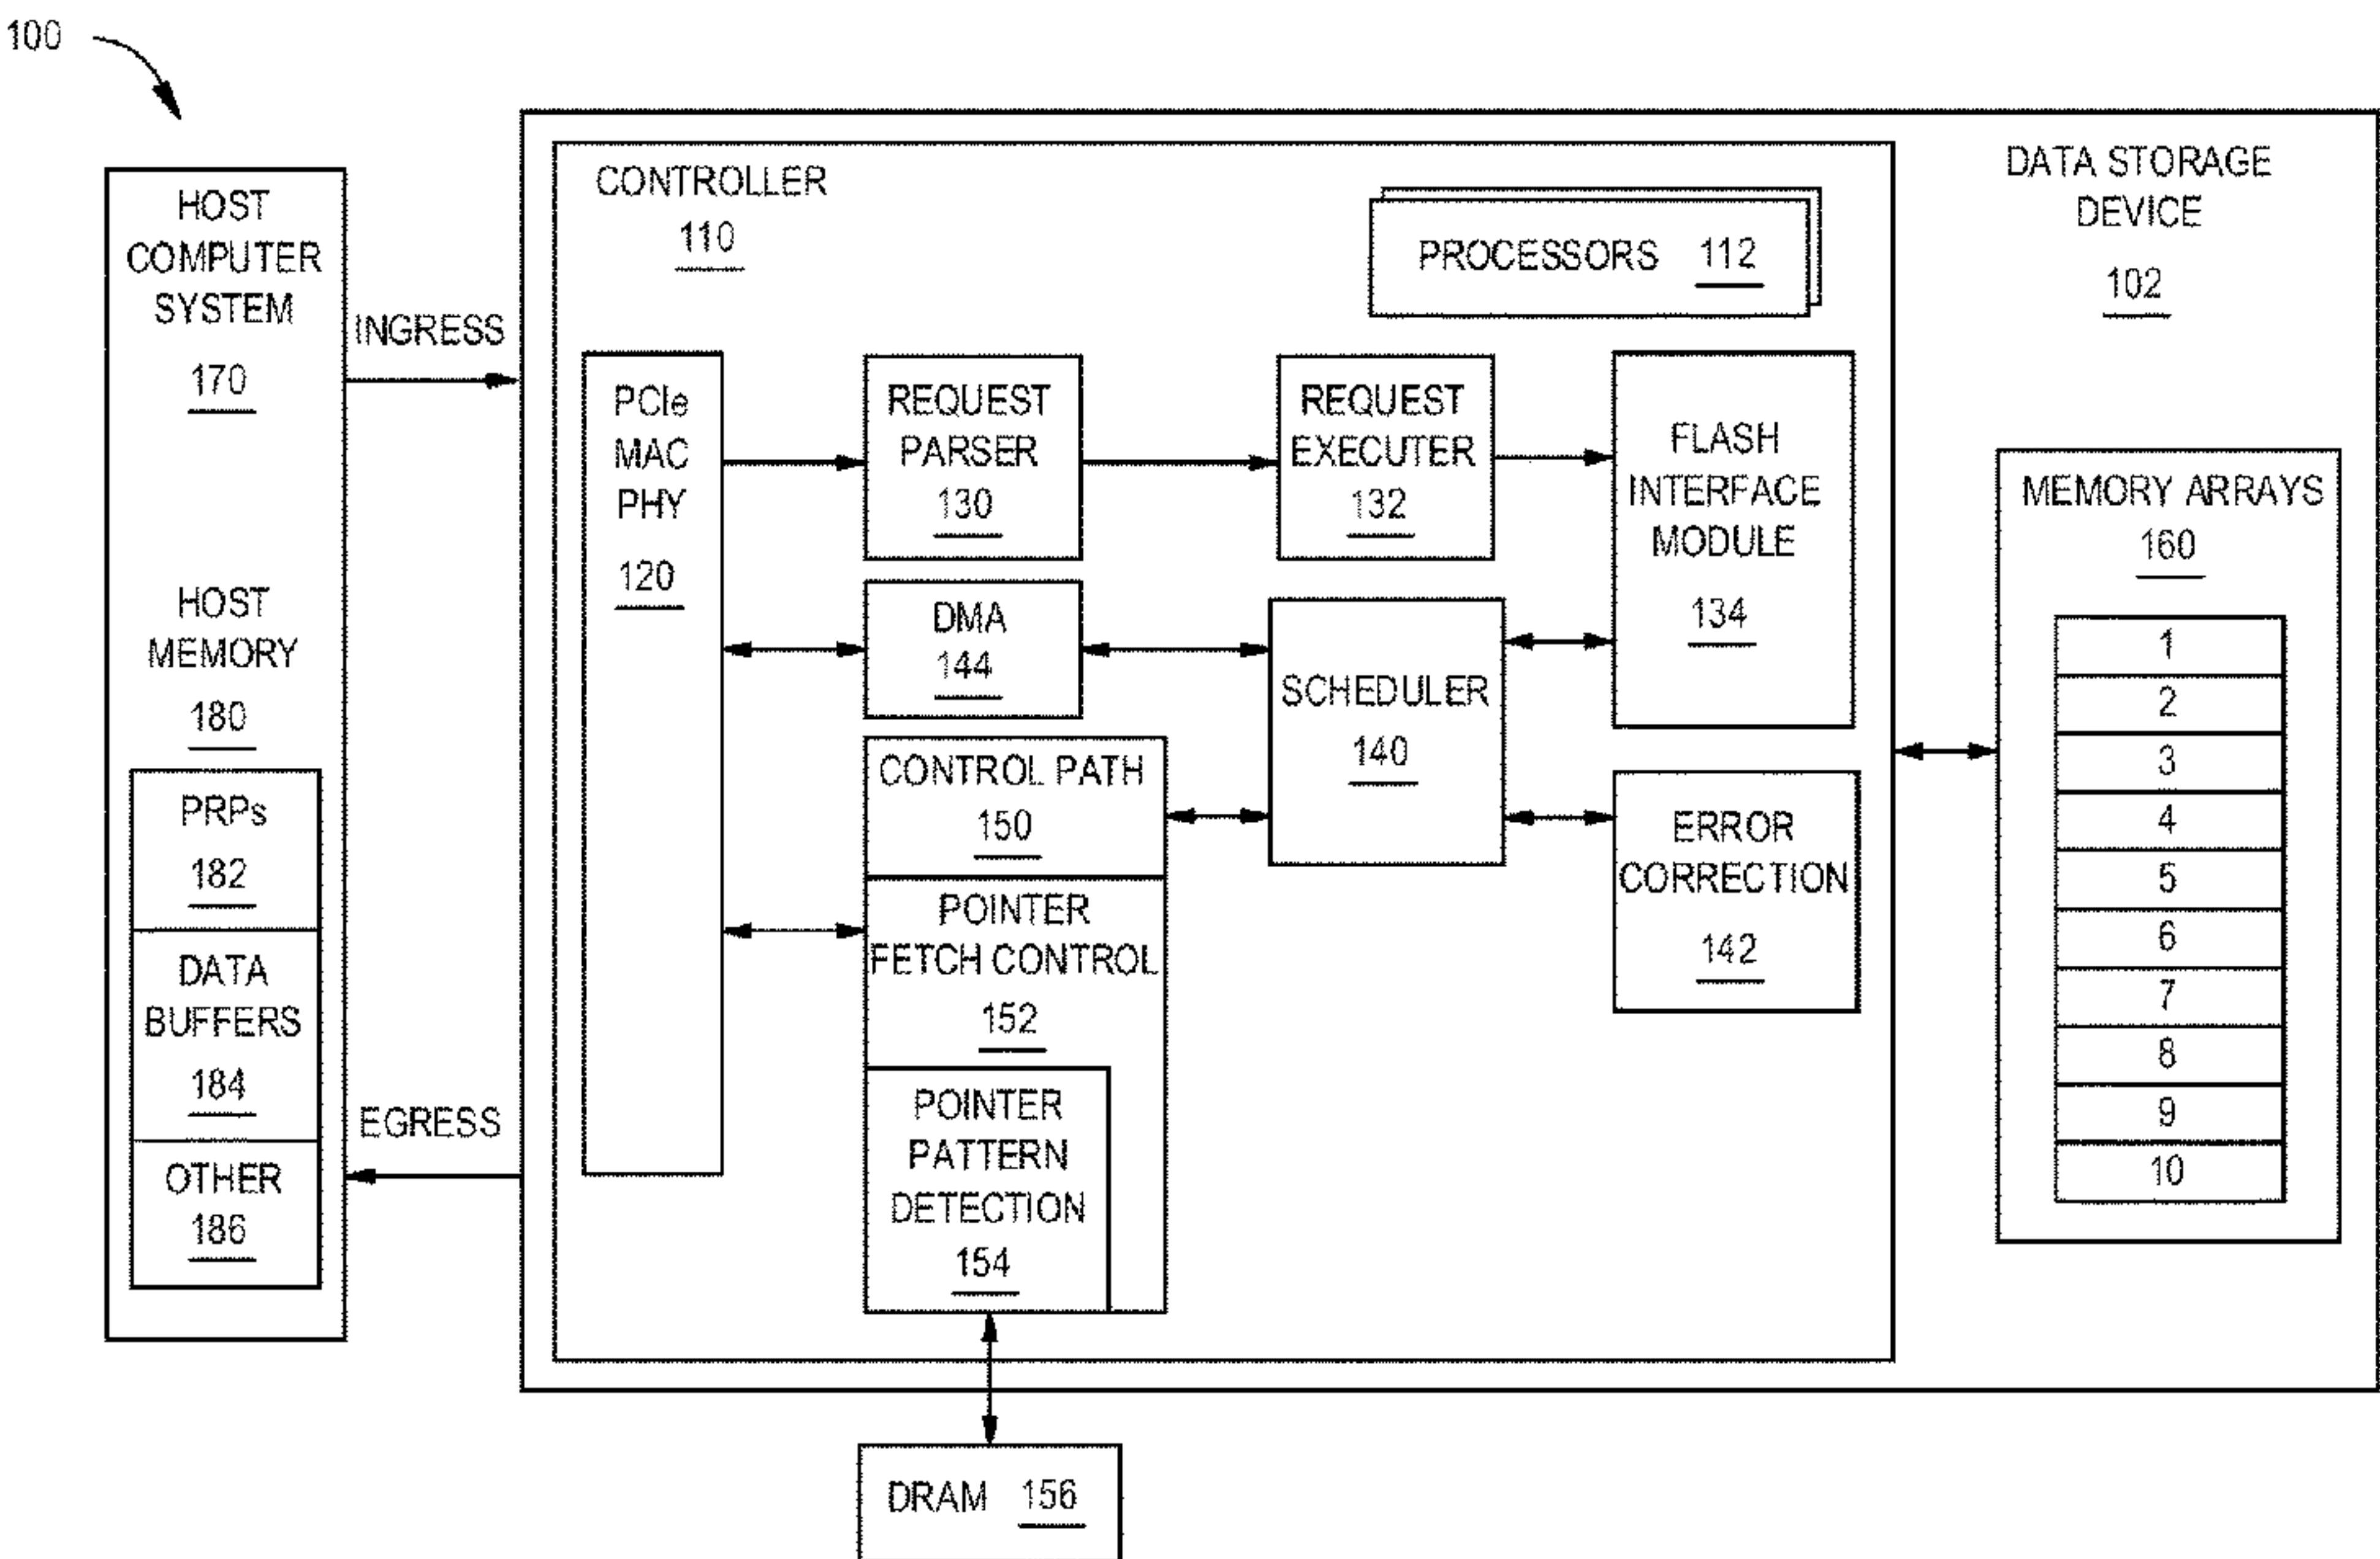 100
HOST
COMPUTER
SYSTEM
170
HOST
MEMORY
180
PRPs
182
DATA
BUFFERS
184
OTHER
186
INGRESS
EGRESS
CONTROLLER
110
PROCESSORS 112
PCIe
MAC
PHY
120
REQUEST
PARSER
130
REQUEST
EXECUTER
132
FLASH
INTERFACE
MODULE
134
DMA
144
SCHEDULER
140
CONTROL PATH
150
POINTER
FETCH CONTROL
152
POINTER
PATTERN
DETECTION
154
ERROR
CORRECTION
142
DATA STORAGE
DEVICE
102
MEMORY ARRAYS
160
1
2
3
4
5
6
7
8
9
10
DRAM 156